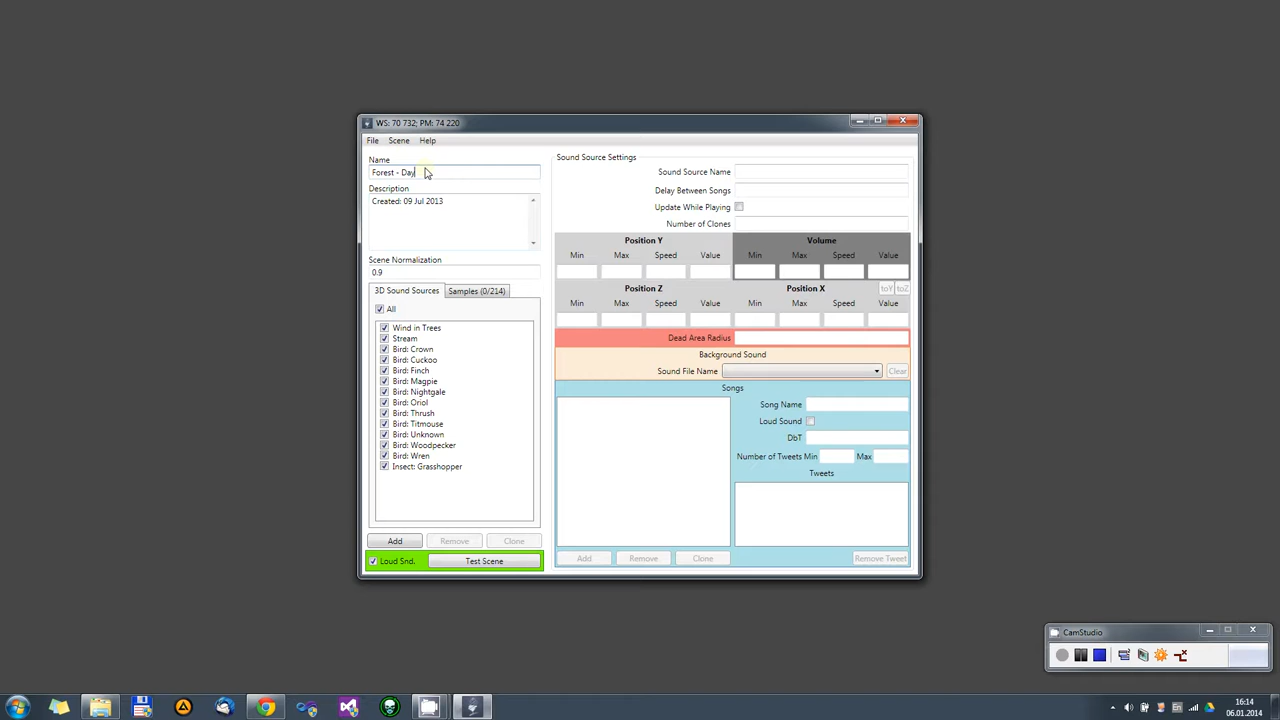 WS: 70 732; PM: 74 220
File Scene Help
Name
Forest - Day
Description
Created: 09 Jul 2013
Scene Normalization
0.9
3D Sound Sources Samples (0/214)
All
Wind in Trees
Stream
Bird: Crown
Bird: Cuckoo
Bird: Finch
Bird: Magpie
Bird: Nightgale
Bird: Oriol
Bird: Thrush
Bird: Titmouse
Bird: Unknown
Bird: Woodpecker
Bird: Wren
Insect: Grasshopper
Add Remove Clone
Loud Snd. Test Scene
Sound Source Settings
Sound Source Name
Delay Between Songs
Update While Playing
Number of Clones
Position Y Volume
Min Max Speed Value Min Max Speed Value
Position Z Position X toY toZ
Min Max Speed Value Min Max Speed Value
Dead Area Radius
Background Sound
Sound File Name Clear
Songs
Song Name
Loud Sound
DbT
Number of Tweets Min Max
Tweets
Add Remove Clone Remove Tweet
CamStudio
En
16:14
06.01.2014